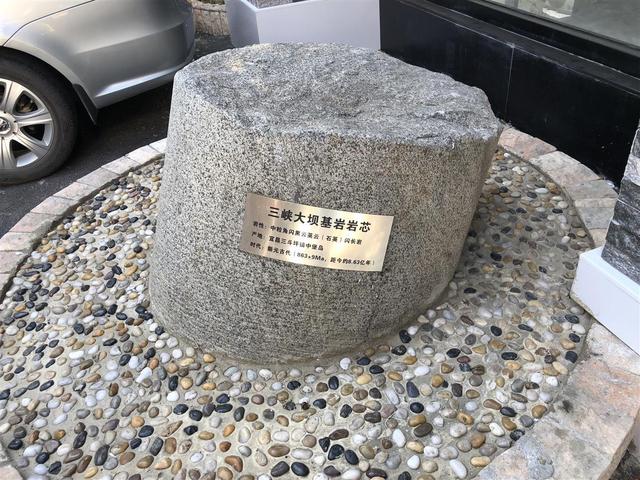 三峡大坝基岩岩芯
岩性：中粒角闪黑云英云（石英）闪长岩
产地：宜昌三斗坪镇中堡岛
时代：新元古代（863±9Ma，距今约8.63亿年）